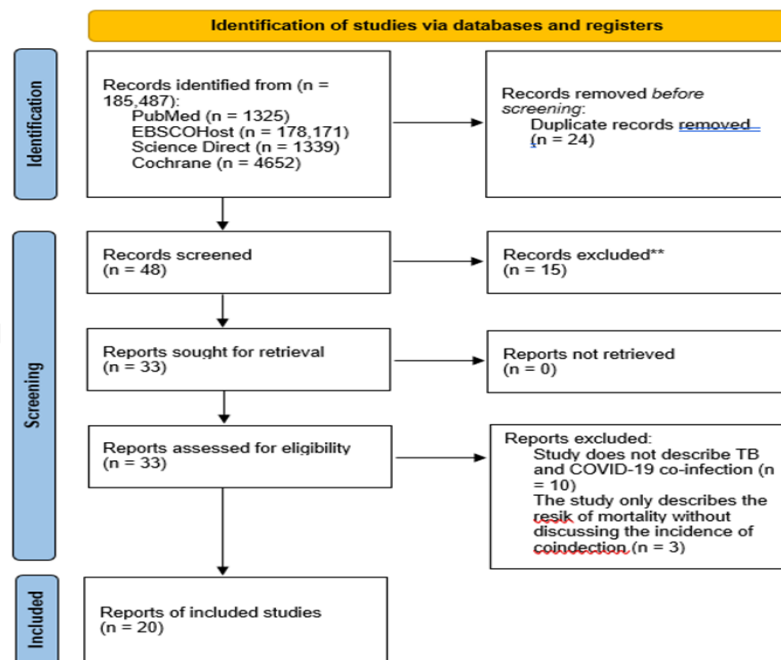 Identification of studies via databases and registers
Identification
Records identified from (n =
185,487):
PubMed (n = 1325)
EBSCOHost (n = 178,171)
Science Direct (n = 1339)
Cochrane (n = 4652)
Records removed before
screening:
Duplicate records removed
(n = 24)
Screening
Records screened
(n = 48)
Records excluded**
(n = 15)
Reports sought for retrieval
(n = 33)
Reports not retrieved
(n = 0)
Reports assessed for eligibility
(n = 33)
Reports excluded:
Study does not describe TB
and COVID-19 co-infection (n
= 10)
The study only describes the
resik of mortality without
discussing the incidence of
coindection (n = 3)
Included
Reports of included studies
(n = 20)